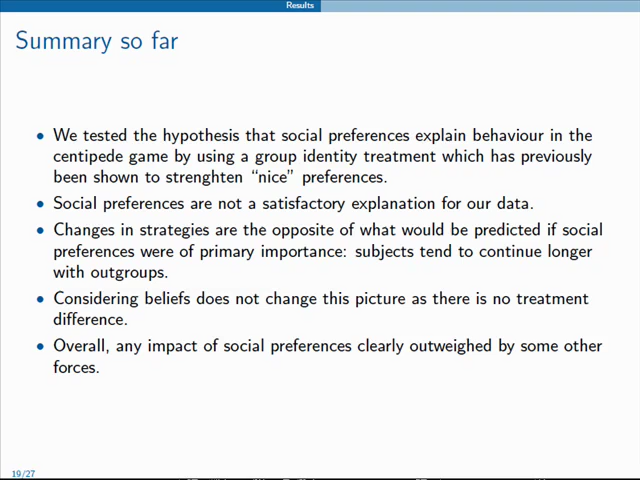 Results
Summary so far
• We tested the hypothesis that social preferences explain behaviour in the
centipede game by using a group identity treatment which has previously
been shown to strenghten “nice” preferences.
• Social preferences are not a satisfactory explanation for our data.
• Changes in strategies are the opposite of what would be predicted if social
preferences were of primary importance: subjects tend to continue longer
with outgroups.
• Considering beliefs does not change this picture as there is no treatment
difference.
• Overall, any impact of social preferences clearly outweighed by some other
forces.
19/27